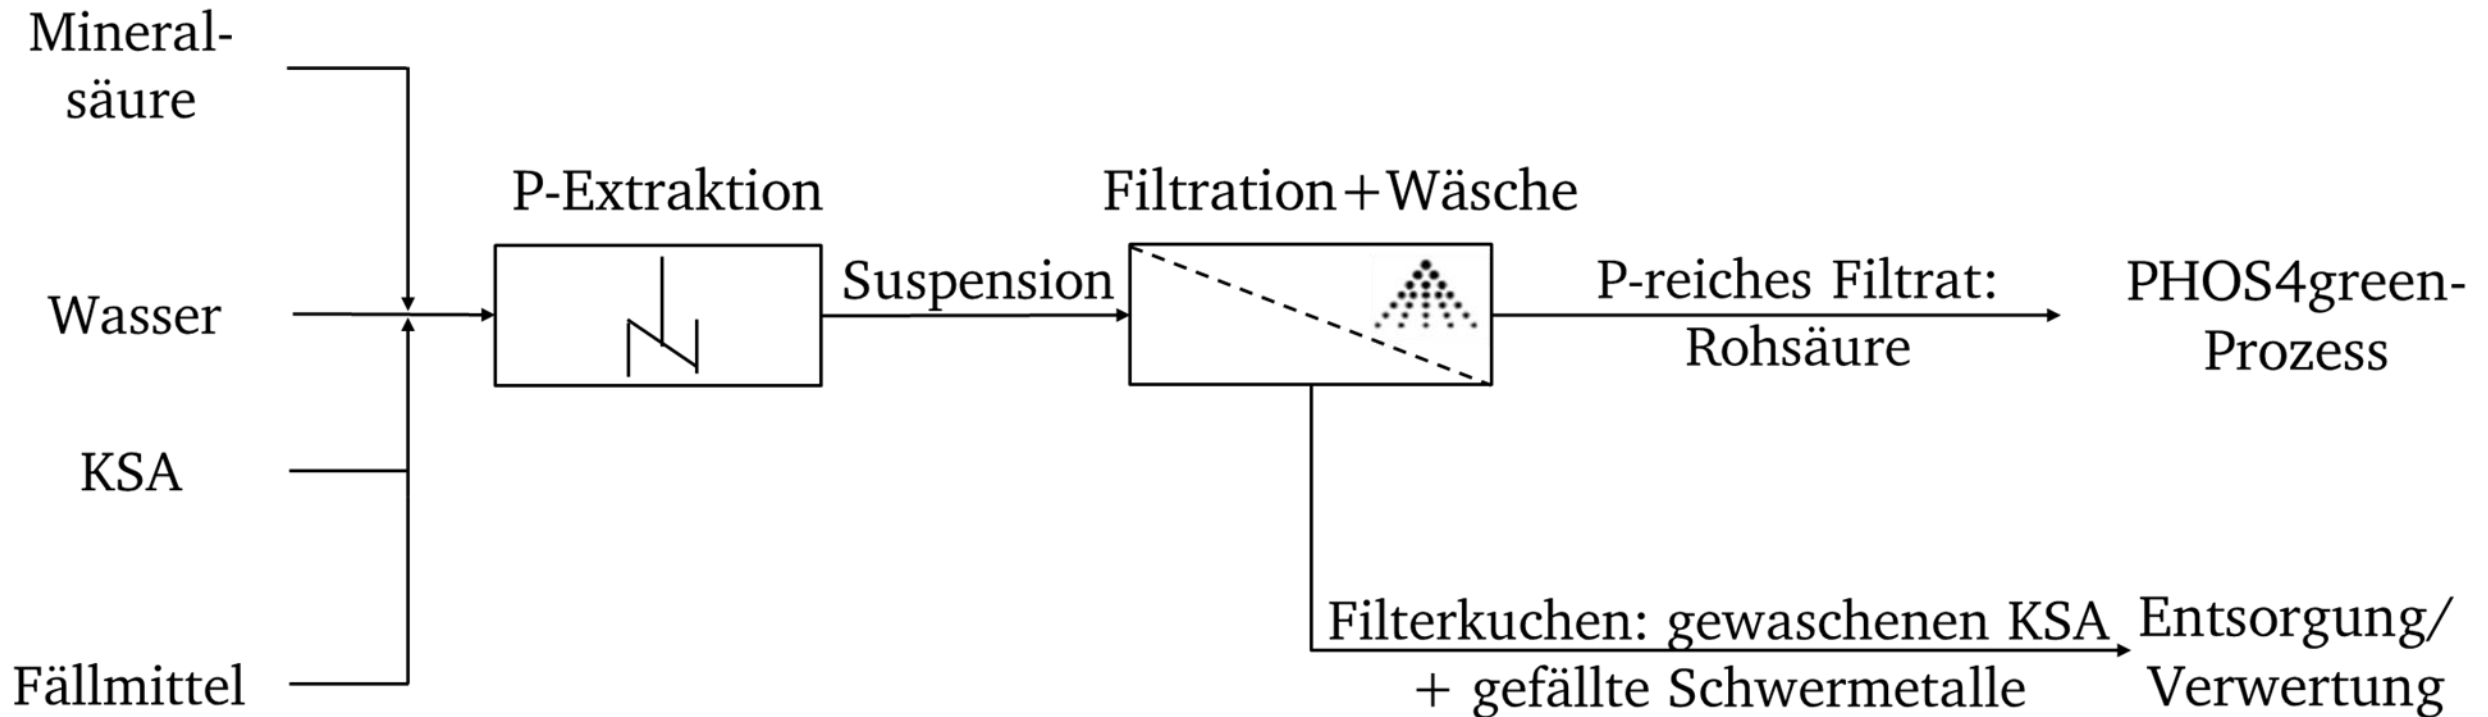 Mineral-
säure
P-Extraktion
Filtration+Wäsche
Wasser
Suspension
P-reiches Filtrat:
Rohsäure
PHOS4green-
Prozess
KSA
Filterkuchen: gewaschenen KSA
+ gefällte Schwermetalle
Entsorgung/
Verwertung
Fällmittel